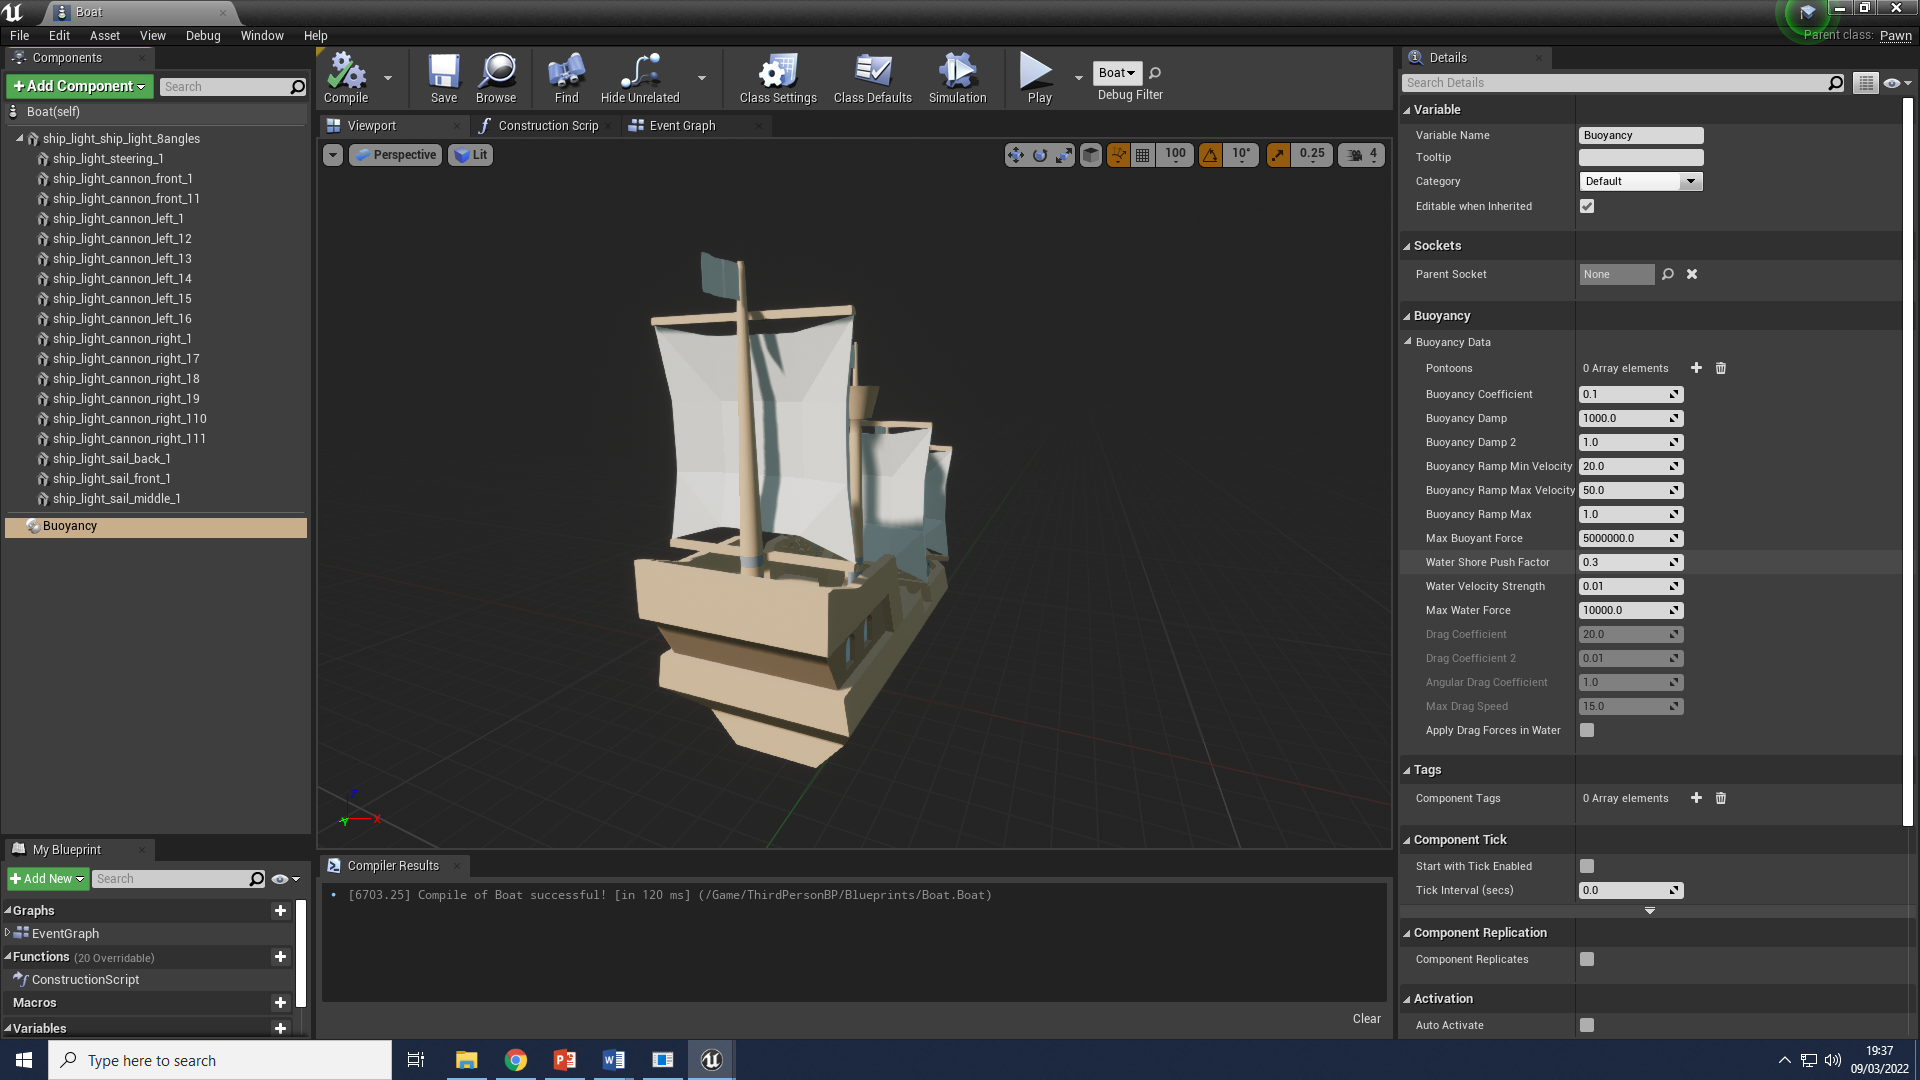 Boat
File Edit Asset View Debug Window Help
Parent class: Pawn
Components
+Add Component
Search
Boat(self)
ship_light_ship_light_8angles
ship_light_steering_1
ship_light_cannon_front_1
ship_light_cannon_front_11
ship_light_cannon_left_1
ship_light_cannon_left_12
ship_light_cannon_left_13
ship_light_cannon_left_14
ship_light_cannon_left_15
ship_light_cannon_left_16
ship_light_cannon_right_1
ship_light_cannon_right_17
ship_light_cannon_right_18
ship_light_cannon_right_19
ship_light_cannon_right_110
ship_light_cannon_right_111
ship_light_sail_back_1
ship_light_sail_front_1
ship_light_sail_middle_1
Buoyancy
My Blueprint
+Add New
Search
Graphs
EventGraph
Functions (20 Overridable)
ConstructionScript
Macros
Variables
Compile
Save
Browse
Find
Hide Unrelated
Class Settings
Class Defaults
Simulation
Play
Boat
Debug Filter
Viewport
Construction Scrip
Event Graph
Perspective
Lit
100
10°
0.25
4
Z
X
Y
Compiler Results
[6703.25] Compile of Boat successful! [in 120 ms] (/Game/ThirdPersonBP/Blueprints/Boat.Boat)
Clear
Details
Search Details
Variable
Variable Name Buoyancy
Tooltip
Category Default
Editable when Inherited
Sockets
Parent Socket None
Buoyancy
Buoyancy Data
Pontoons 0 Array elements
Buoyancy Coefficient 0.1
Buoyancy Damp 1000.0
Buoyancy Damp 2 1.0
Buoyancy Ramp Min Velocity 20.0
Buoyancy Ramp Max Velocity 50.0
Buoyancy Ramp Max 1.0
Max Buoyant Force 5000000.0
Water Shore Push Factor 0.3
Water Velocity Strength 0.01
Max Water Force 10000.0
Drag Coefficient 20.0
Drag Coefficient 2 0.01
Angular Drag Coefficient 1.0
Max Drag Speed 15.0
Apply Drag Forces in Water
Tags
Component Tags 0 Array elements
Component Tick
Start with Tick Enabled
Tick Interval (secs) 0.0
Component Replication
Component Replicates
Activation
Auto Activate
Type here to search
19:37
09/03/2022